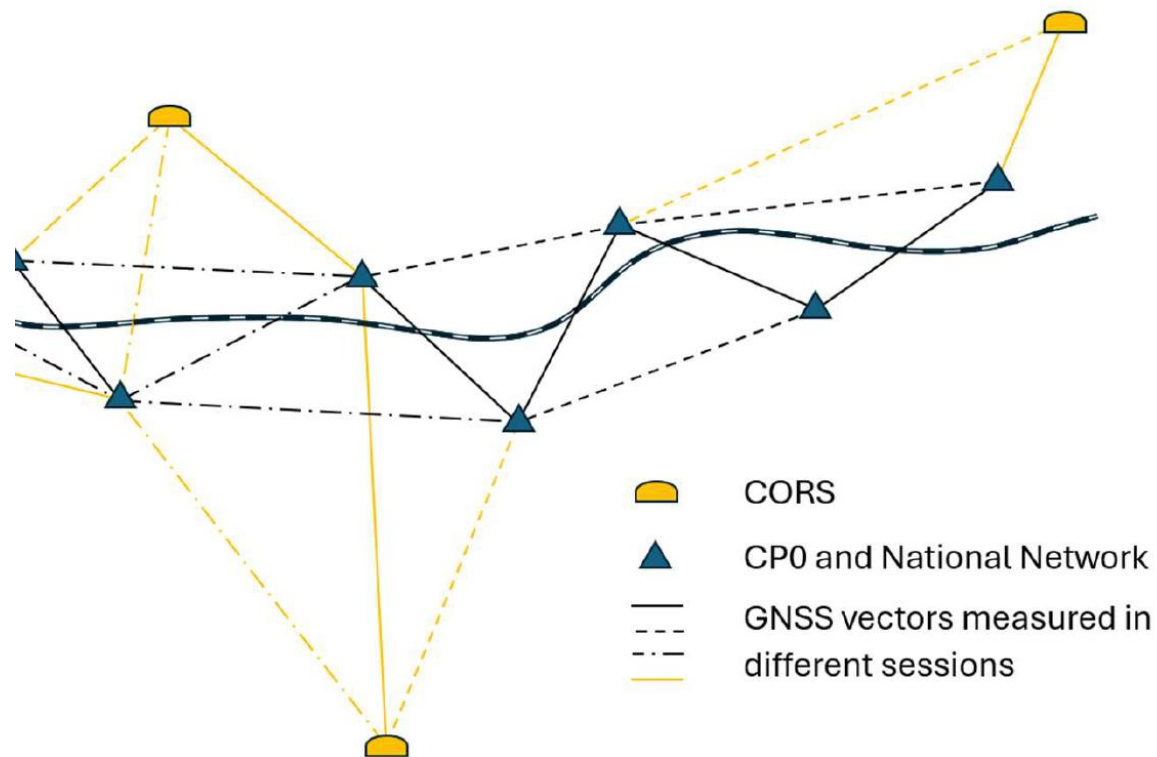 CORS
CP0 and National Network
GNSS vectors measured in
different sessions